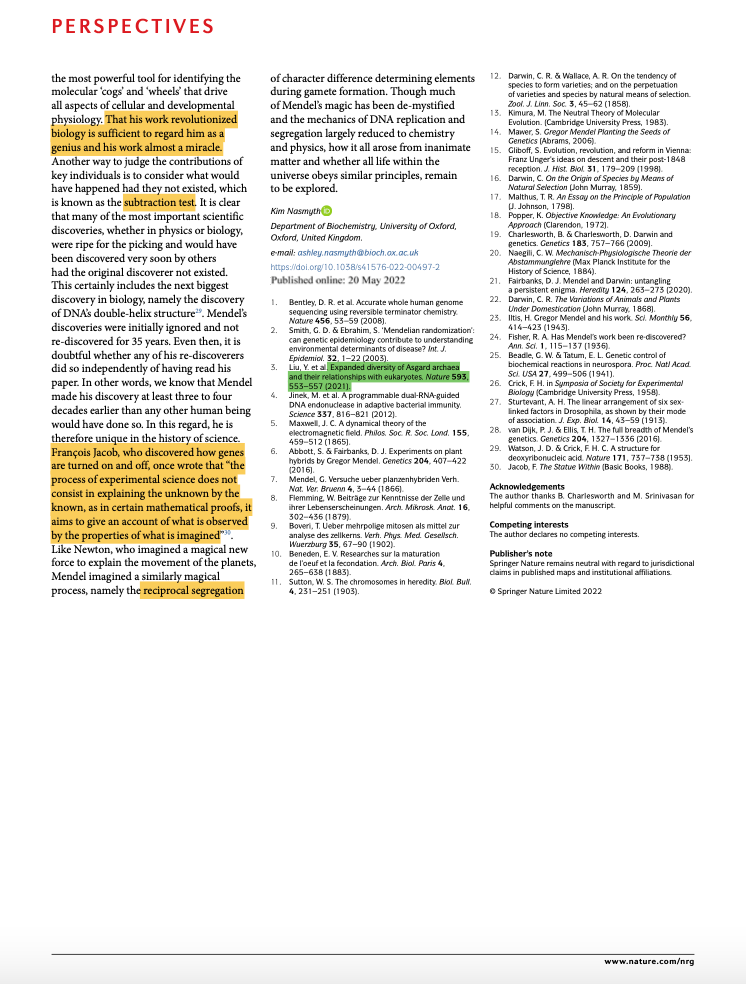 PERSPECTIVES
the most powerful tool for identifying the
molecular ‘cogs’ and ‘wheels’ that drive
all aspects of cellular and developmental
physiology. That his work revolutionized
biology is sufficient to regard him as a
genius and his work almost a miracle.
Another way to judge the contributions of
key individuals is to consider what would
have happened had they not existed, which
is known as the subtraction test. It is clear
that many of the most important scientific
discoveries, whether in physics or biology,
were ripe for the picking and would have
been discovered very soon by others
had the original discoverer not existed.
This certainly includes the next biggest
discovery in biology, namely the discovery
of DNA’s double-helix structure29. Mendel’s
discoveries were initially ignored and not
re-discovered for 35 years. Even then, it is
doubtful whether any of his re-discoverers
did so independently of having read his
paper. In other words, we know that Mendel
made his discovery at least three to four
decades earlier than any other human being
would have done so. In this regard, he is
therefore unique in the history of science.
François Jacob, who discovered how genes
are turned on and off, once wrote that “the
process of experimental science does not
consist in explaining the unknown by the
known, as in certain mathematical proofs, it
aims to give an account of what is observed
by the properties of what is imagined”30.
Like Newton, who imagined a magical new
force to explain the movement of the planets,
Mendel imagined a similarly magical
process, namely the reciprocal segregation
of character difference determining elements
during gamete formation. Though much
of Mendel’s magic has been de-mystified
and the mechanics of DNA replication and
segregation largely reduced to chemistry
and physics, how it all arose from inanimate
matter and whether all life within the
universe obeys similar principles, remain
to be explored.
Kim Nasmyth iD
Department of Biochemistry, University of Oxford,
Oxford, United Kingdom.
e-mail: ashley.nasmyth@bioch.ox.ac.uk
https://doi.org/10.1038/s41576-022-00497-2
Published online: 20 May 2022
1. Bentley, D. R. et al. Accurate whole human genome
sequencing using reversible terminator chemistry.
Nature 456, 53–59 (2008).
2. Smith, G. D. & Ebrahim, S. ‘Mendelian randomization’:
can genetic epidemiology contribute to understanding
environmental determinants of disease? Int. J.
Epidemiol. 32, 1–22 (2003).
3. Liu, Y. et al. Expanded diversity of Asgard archaea
and their relationships with eukaryotes. Nature 593,
553–557 (2021).
4. Jinek, M. et al. A programmable dual-RNA-guided
DNA endonuclease in adaptive bacterial immunity.
Science 337, 816–821 (2012).
5. Maxwell, J. C. A dynamical theory of the
electromagnetic field. Philos. Soc. R. Soc. Lond. 155,
459–512 (1865).
6. Abbott, S. & Fairbanks, D. J. Experiments on plant
hybrids by Gregor Mendel. Genetics 204, 407–422
(2016).
7. Mendel, G. Versuche ueber planzenhybriden Verh.
Nat. Ver. Bruenn 4, 3–44 (1866).
8. Flemming, W. Beiträge zur Kenntnisse der Zelle und
ihrer Lebenserscheinungen. Arch. Mikrosk. Anat. 16,
302–436 (1879).
9. Boveri, T. Ueber mehrpolige mitosen als mittel zur
analyse des zellkerns. Verh. Phys. Med. Gesellsch.
Wuerzburg 35, 67–90 (1902).
10. Beneden, E. V. Researches sur la maturation
de l’oeuf et la fecondation. Arch. Biol. Paris 4,
265–638 (1883).
11. Sutton, W. S. The chromosomes in heredity. Biol. Bull.
4, 231–251 (1903).
12. Darwin, C. R. & Wallace, A. R. On the tendency of
species to form varieties; and on the perpetuation
of varieties and species by natural means of selection.
Zool. J. Linn. Soc. 3, 45–62 (1858).
13. Kimura, M. The Neutral Theory of Molecular
Evolution. (Cambridge University Press, 1983).
14. Mawer, S. Gregor Mendel Planting the Seeds of
Genetics (Abrams, 2006).
15. Gliboff, S. Evolution, revolution, and reform in Vienna:
Franz Unger’s ideas on descent and their post-1848
reception. J. Hist. Biol. 31, 179–209 (1998).
16. Darwin, C. On the Origin of Species by Means of
Natural Selection (John Murray, 1859).
17. Malthus, T. R. An Essay on the Principle of Population
(J. Johnson, 1798).
18. Popper, K. Objective Knowledge: An Evolutionary
Approach (Clarendon, 1972).
19. Charlesworth, B. & Charlesworth, D. Darwin and
genetics. Genetics 183, 757–766 (2009).
20. Naegili, C. W. Mechanisch-Physiologische Theorie der
Abstammunglehre (Max Planck Institute for the
History of Science, 1884).
21. Fairbanks, D. J. Mendel and Darwin: untangling
a persistent enigma. Heredity 124, 263–273 (2020).
22. Darwin, C. R. The Variations of Animals and Plants
Under Domestication (John Murray, 1868).
23. Iltis, H. Gregor Mendel and his work. Sci. Monthly 56,
414–423 (1943).
24. Fisher, R. A. Has Mendel’s work been re-discovered?
Ann. Sci. 1, 115–137 (1936).
25. Beadle, G. W. & Tatum, E. L. Genetic control of
biochemical reactions in neurospora. Proc. Natl Acad.
Sci. USA 27, 499–506 (1941).
26. Crick, F. H. in Symposia of Society for Experimental
Biology (Cambridge University Press, 1958).
27. Sturtevant, A. H. The linear arrangement of six sex-
linked factors in Drosophila, as shown by their mode
of association. J. Exp. Biol. 14, 43–59 (1913).
28. van Dijk, P. J. & Ellis, T. H. The full breadth of Mendel’s
genetics. Genetics 204, 1327–1336 (2016).
29. Watson, J. D. & Crick, F. H. C. A structure for
deoxyribonucleic acid. Nature 171, 737–738 (1953).
30. Jacob, F. The Statue Within (Basic Books, 1988).
Acknowledgements
The author thanks B. Charlesworth and M. Srinivasan for
helpful comments on the manuscript.
Competing interests
The author declares no competing interests.
Publisher’s note
Springer Nature remains neutral with regard to jurisdictional
claims in published maps and institutional affiliations.
© Springer Nature Limited 2022
www.nature.com/nrg